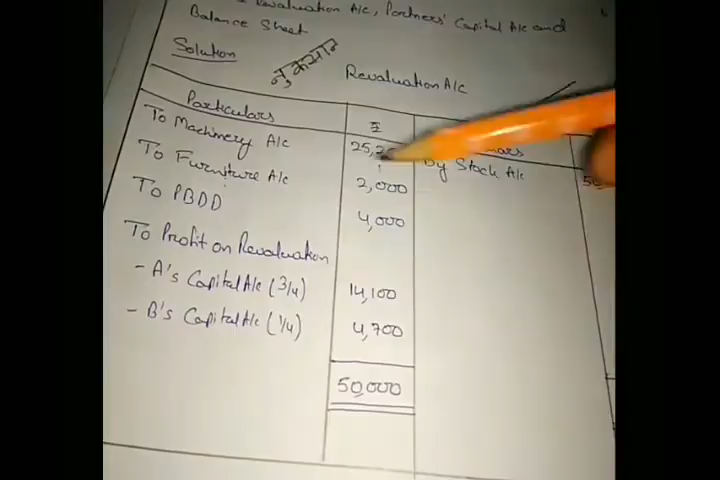 Revaluation A/c, Partners' Capital A/c and
Balance Sheet
Solution
नुकसान
Revaluation A/c
Particulars ₹
To Machinery A/c
By Stock A/c
To Furniture A/c 2,000
To PBDD 4,000
To Profit on Revaluation
- A's Capital A/c (3/4) 14,100
- B's Capital A/c (1/4) 4,700
50,000